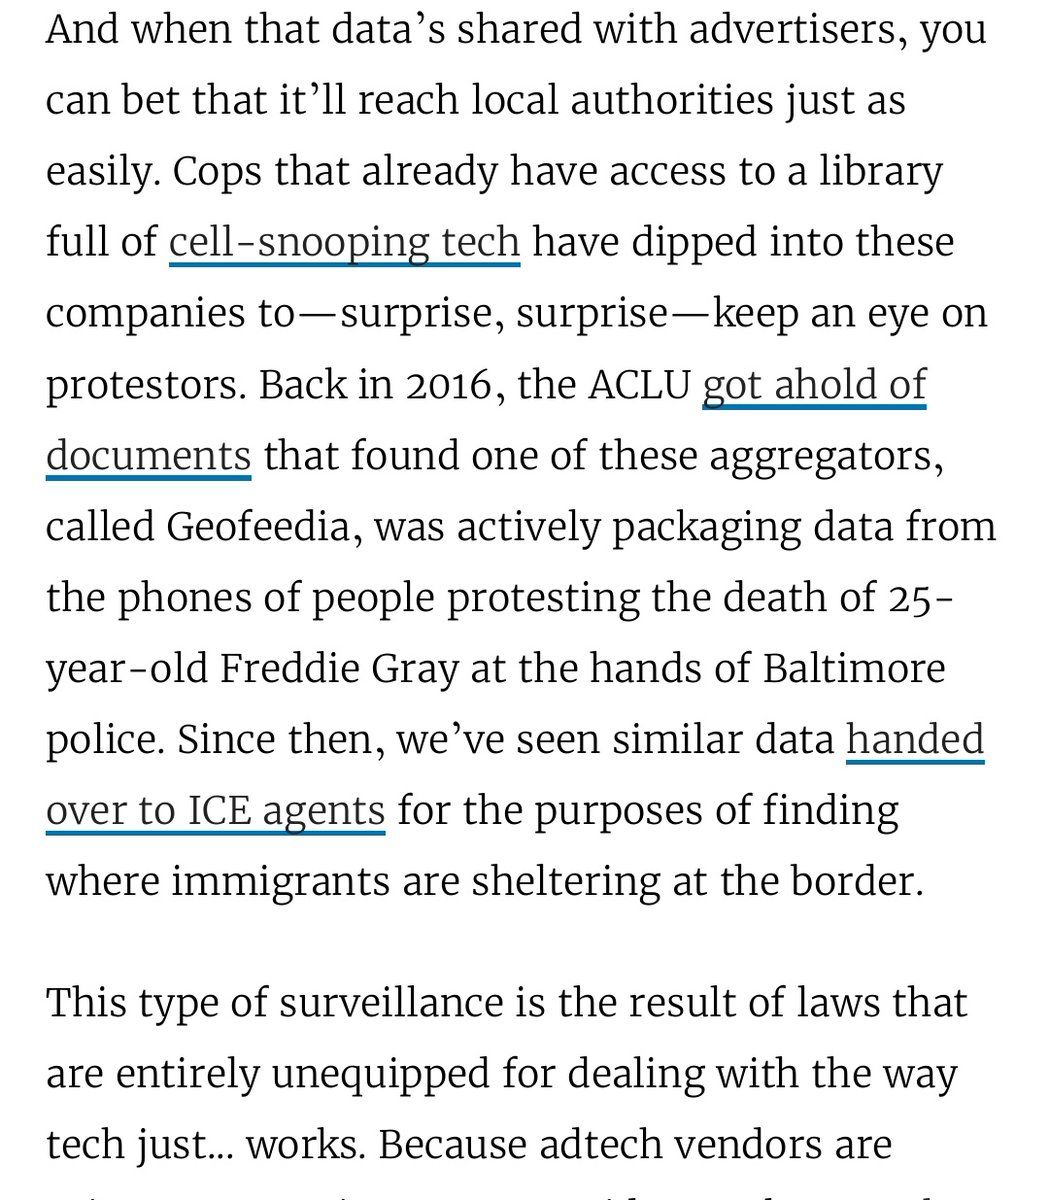 And when that data’s shared with advertisers, you
can bet that it’ll reach local authorities just as
easily. Cops that already have access to a library
full of cell-snooping tech have dipped into these
companies to—surprise, surprise—keep an eye on
protestors. Back in 2016, the ACLU got ahold of
documents that found one of these aggregators,
called Geofeedia, was actively packaging data from
the phones of people protesting the death of 25-
year-old Freddie Gray at the hands of Baltimore
police. Since then, we’ve seen similar data handed
over to ICE agents for the purposes of finding
where immigrants are sheltering at the border.
This type of surveillance is the result of laws that
are entirely unequipped for dealing with the way
tech just... works. Because adtech vendors are